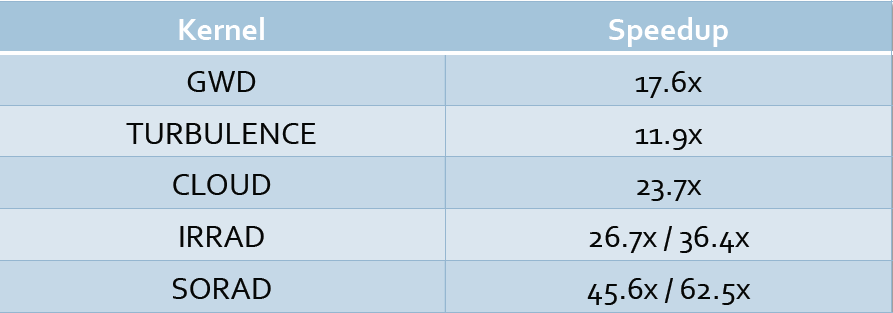 Kernel Speedup
GWD 17.6x
TURBULENCE 11.9x
CLOUD 23.7x
IRRAD 26.7x / 36.4x
SORAD 45.6x / 62.5x